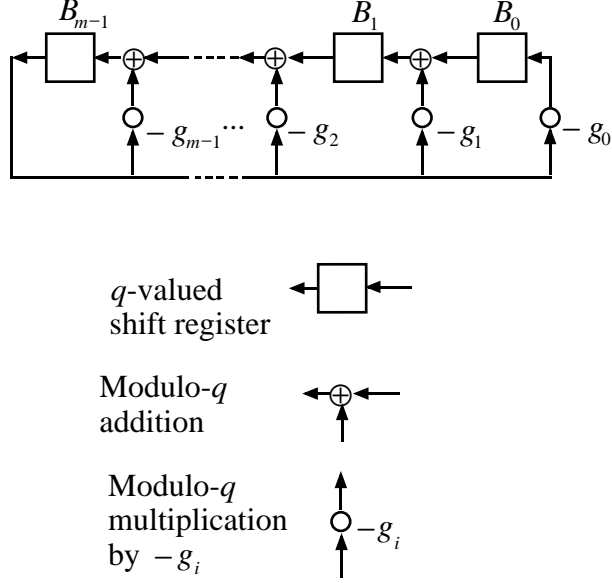 B_{m−1} B_1 B_0
− g_{m−1} ··· − g_2 − g_1 − g_0
q-valued
shift register
Modulo-q
addition
Modulo-q
multiplication
by − g_i
− g_i